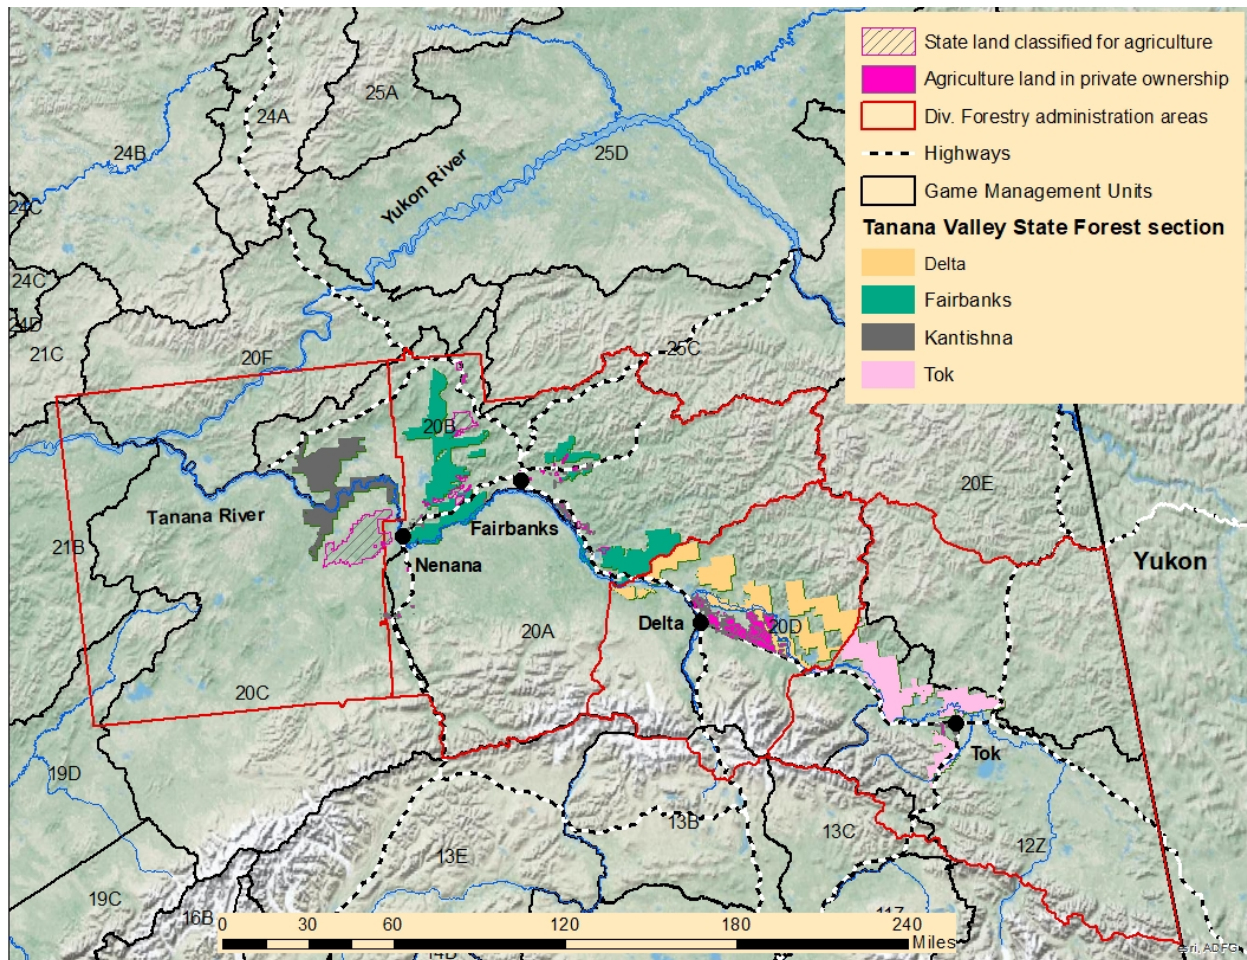 State land classified for agriculture
Agriculture land in private ownership
Div. Forestry administration areas
Highways
Game Management Units
Tanana Valley State Forest section
Delta
Fairbanks
Kantishna
Tok
25A
24A
24B
25D
Yukon River
24C
24C
24D
21C
20F
25C
20B
20E
Tanana River
Fairbanks
21B
Nenana
Yukon
Delta
20D
20A
20C
Tok
19D
13B
13C
12Z
13E
19C
16B
11Z
0 30 60 120 180 240
Miles
esri, ADFG